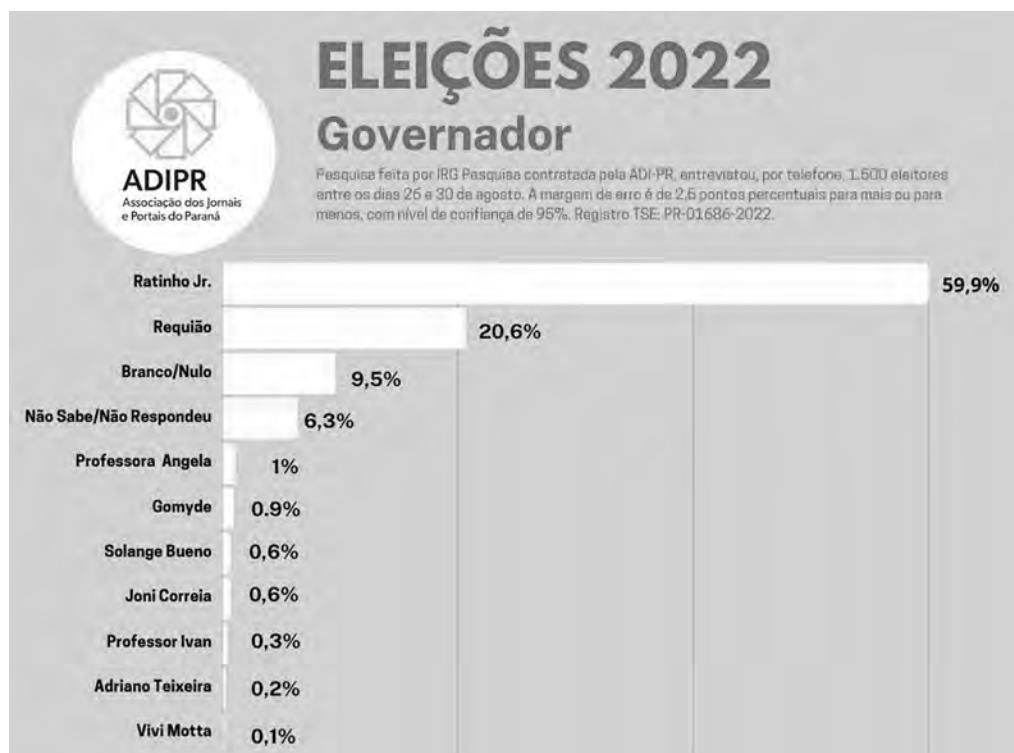 ELEIÇÕES 2022
Governador
Pesquisa feita por IRG Pesquisa contratada pela ADI-PR, entrevistou, por telefone, 1.500 eleitores
entre os dias 26 e 30 de agosto. A margem de erro é de 2,5 pontos percentuais para mais ou para
menos, com nível de confiança de 95%. Registro TSE: PR-01686-2022.
ADIPR
Associação dos Jornais
e Portais do Paraná
Ratinho Jr. 59,9%
Requião 20,6%
Branco/Nulo 9,5%
Não Sabe/Não Respondeu 6,3%
Professora Angela 1%
Gomyde 0.9%
Solange Bueno 0,6%
Joni Correia 0,6%
Professor Ivan 0,3%
Adriano Teixeira 0,2%
Vivi Motta 0,1%